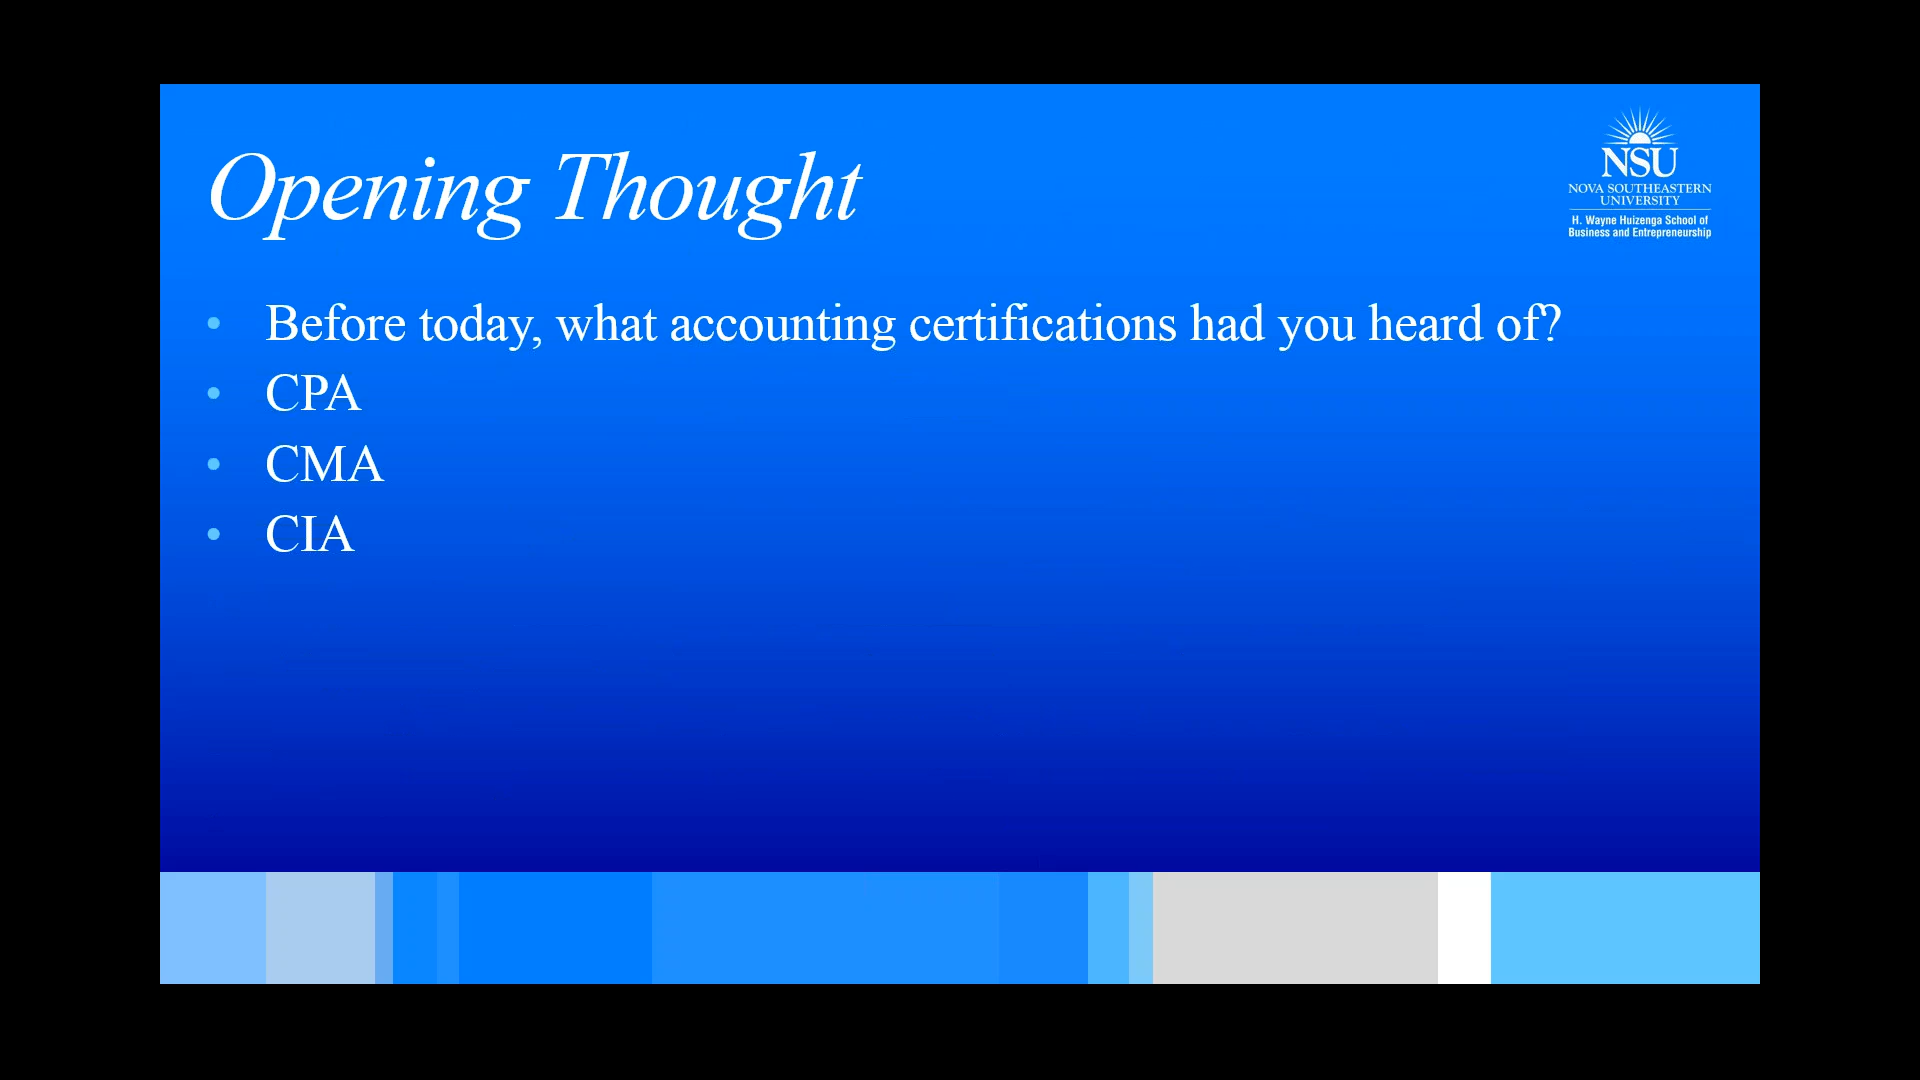 Opening Thought
NSU
NOVA SOUTHEASTERN
UNIVERSITY
H. Wayne Huizenga School of
Business and Entrepreneurship
• Before today, what accounting certifications had you heard of?
• CPA
• CMA
• CIA